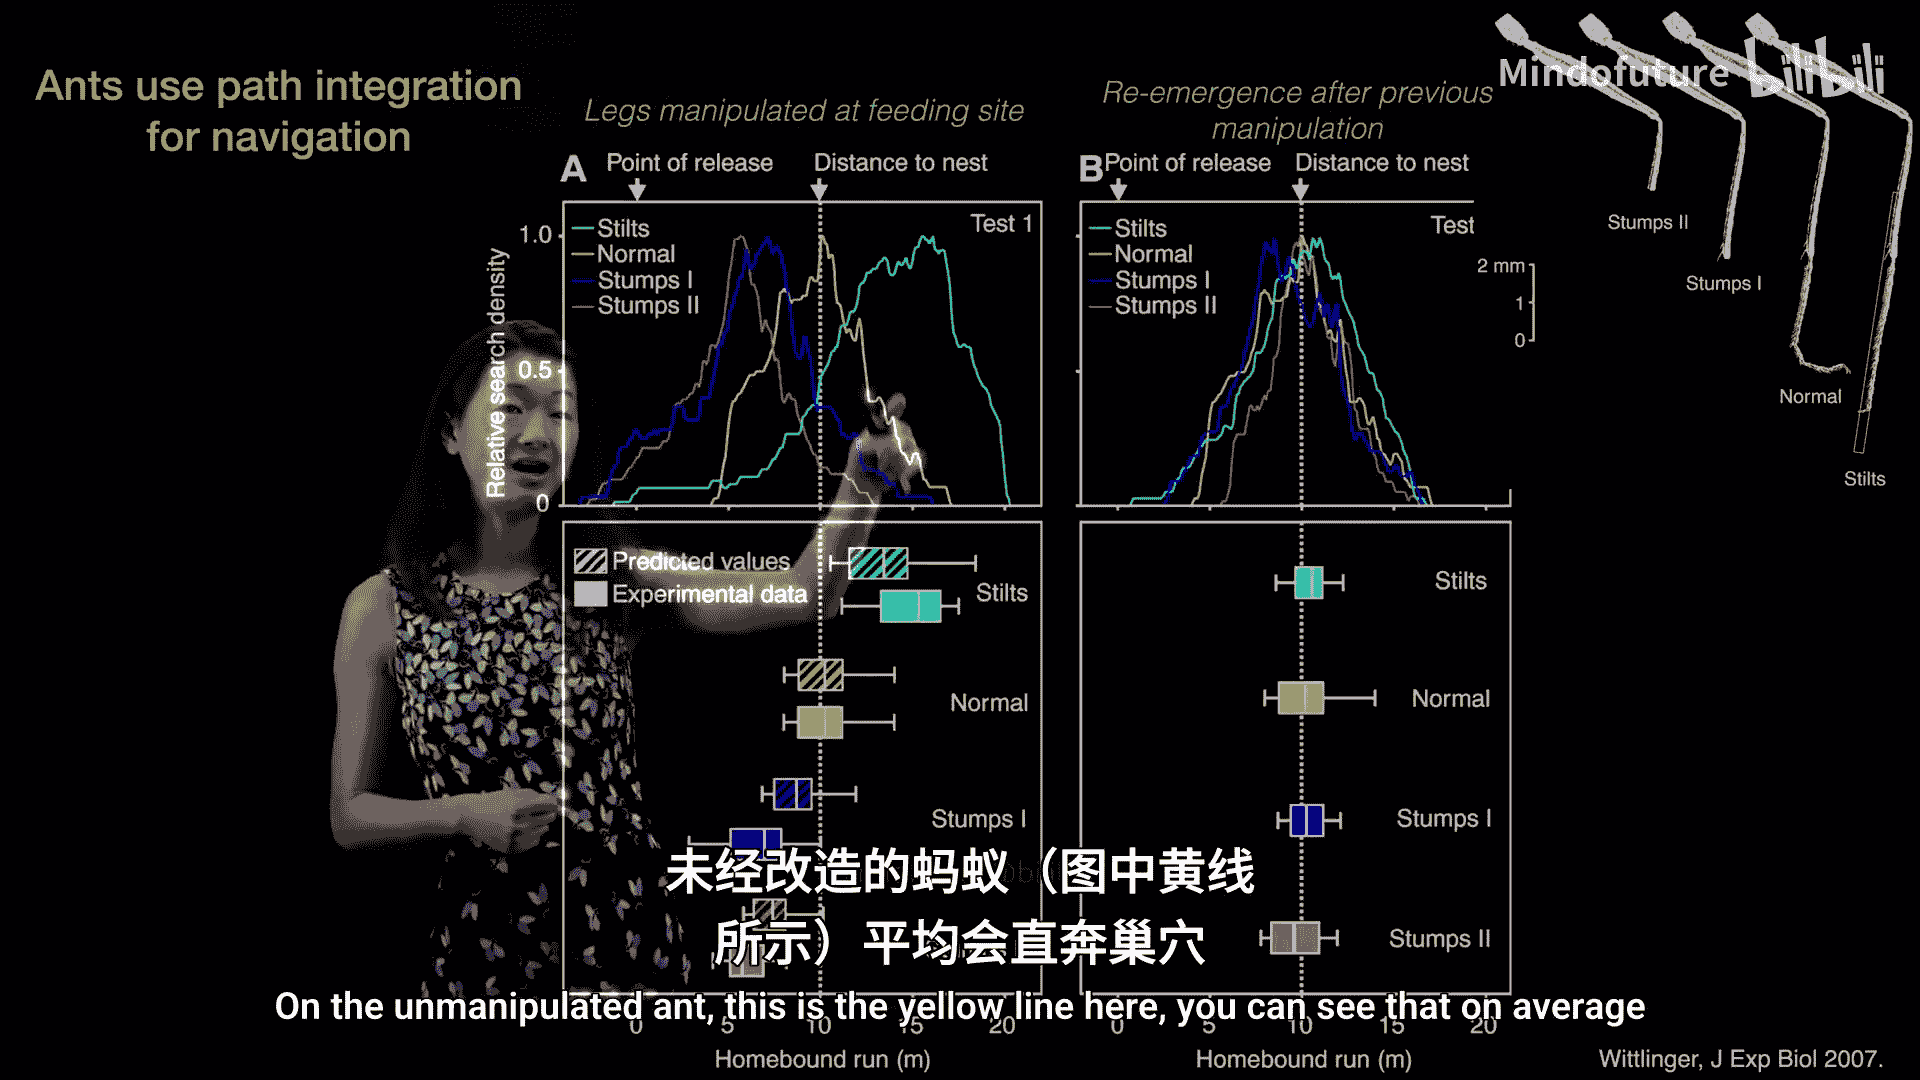 Ants use path integration
for navigation
Legs manipulated at feeding site
Re-emergence after previous
manipulation
Mindofuture bilibili
A
Point of release
Distance to nest
B
Point of release
Distance to nest
Test 1
Stilts
Normal
Stumps I
Stumps II
Test
Stilts
Normal
Stumps I
Stumps II
1.0
0.5
0
Relative search density
2 mm
1
0
Stumps II
Stumps I
Normal
Stilts
Predicted values
Experimental data
Stilts
Normal
Stumps I
Stilts
Normal
Stumps I
Stumps II
未经改造的蚂蚁（图中黄线
所示）平均会直奔巢穴
On the unmanipulated ant, this is the yellow line here, you can see that on average
0 5 10 15 20
0 5 10 15 20
Homebound run (m)
Homebound run (m)
Wittlinger, J Exp Biol 2007.